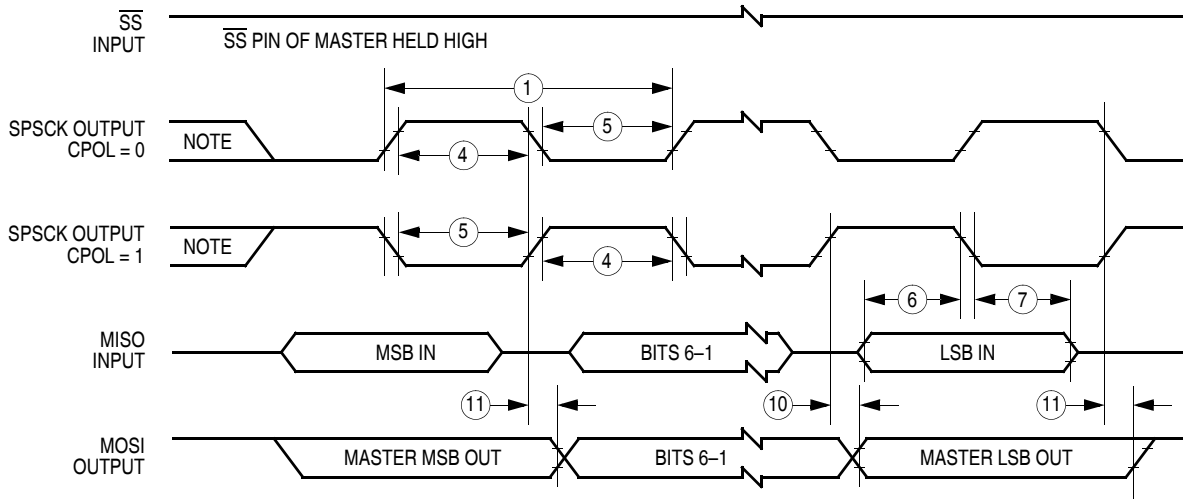 SS
INPUT
SS PIN OF MASTER HELD HIGH
1
SPSCK OUTPUT
CPOL = 0
NOTE
5
4
SPSCK OUTPUT
CPOL = 1
NOTE
5
4
6
7
MISO
INPUT
MSB IN
BITS 6–1
LSB IN
11
10
11
MOSI
OUTPUT
MASTER MSB OUT
BITS 6–1
MASTER LSB OUT